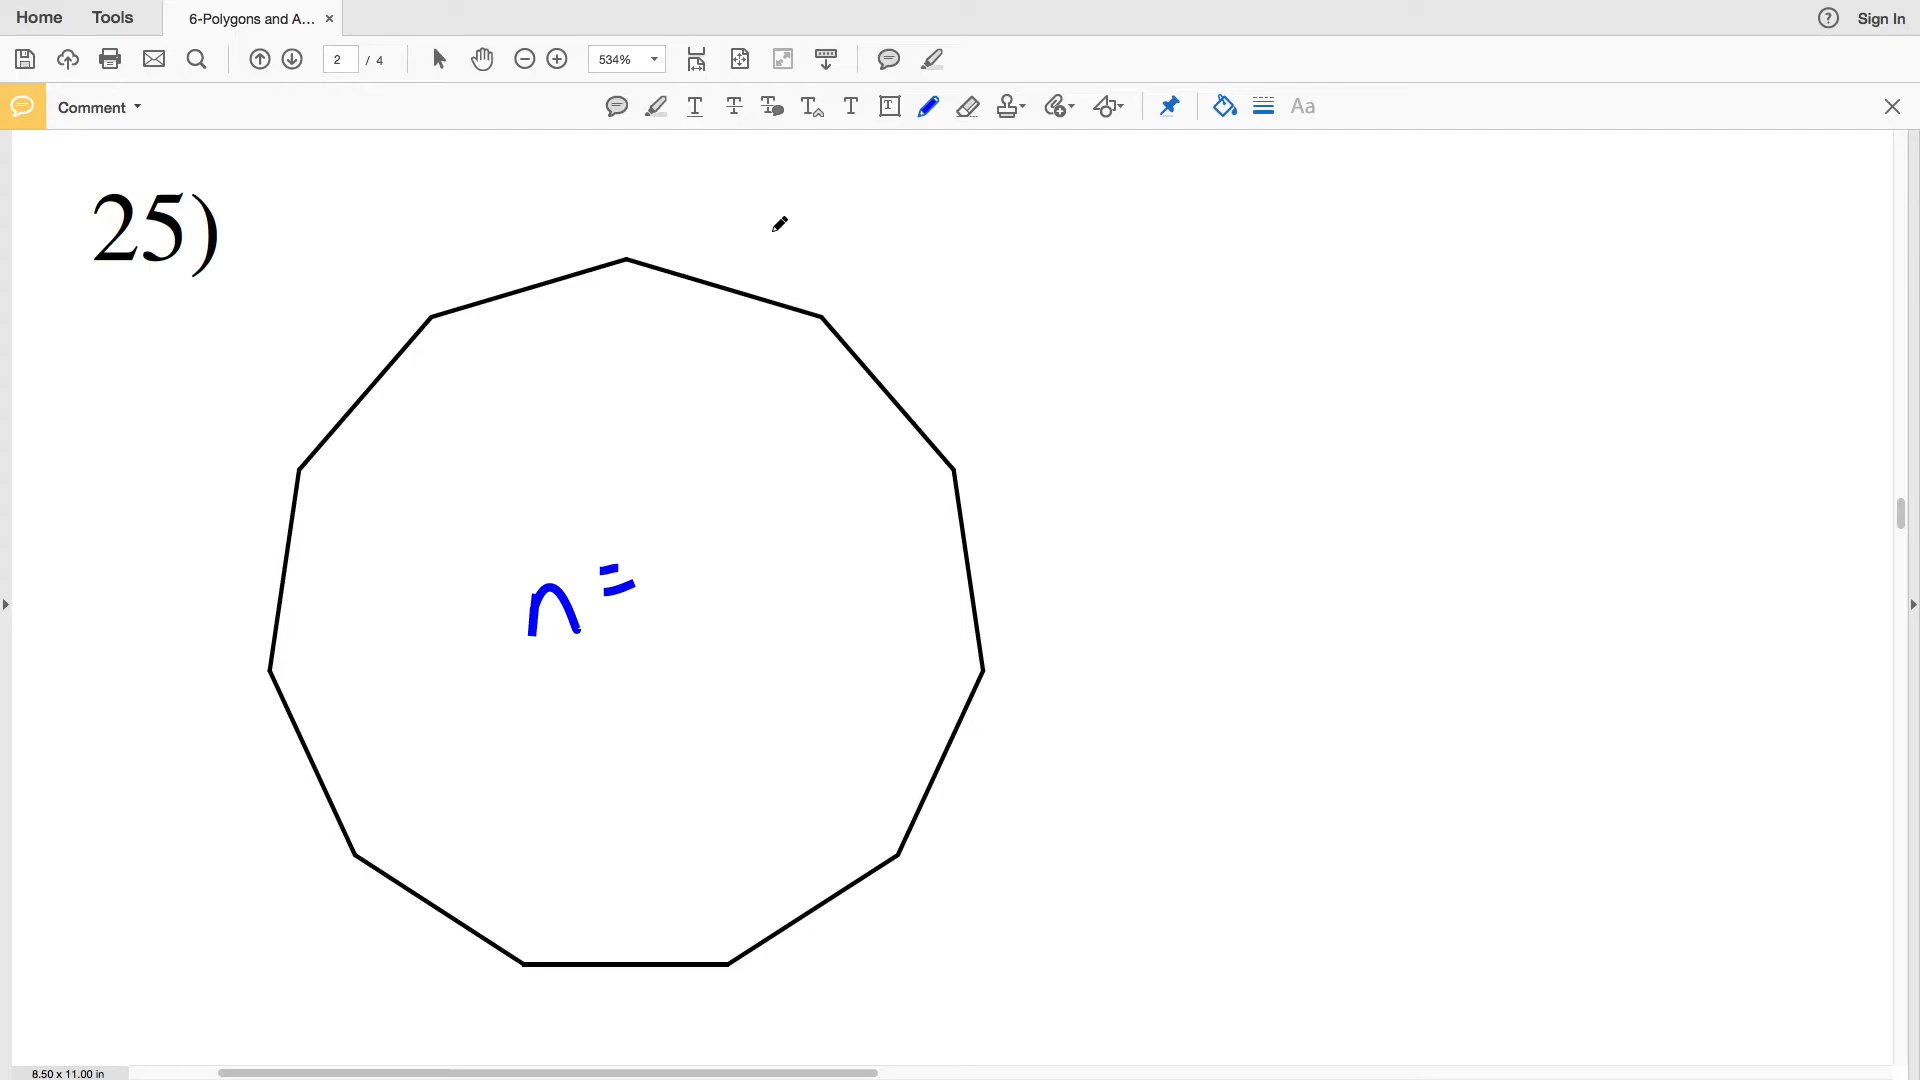 Home Tools 6-Polygons and A... × ? Sign In
2 / 4 534%
Comment T T T T T T Aa
25)
n =
8.50 x 11.00 in